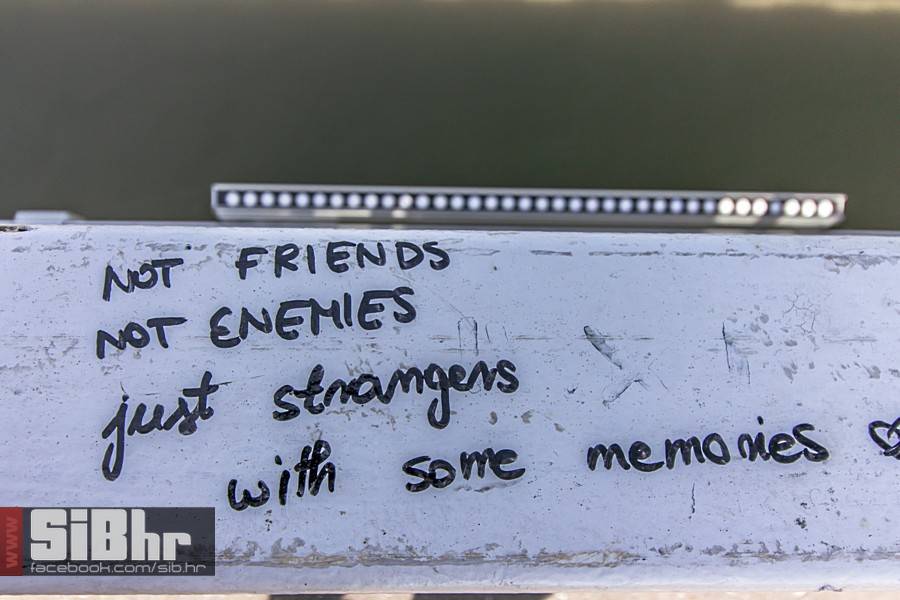 NOT FRIENDS
NOT ENEMIES
just strangers
with some memories
www SiBhr
facebook.com/sib.hr